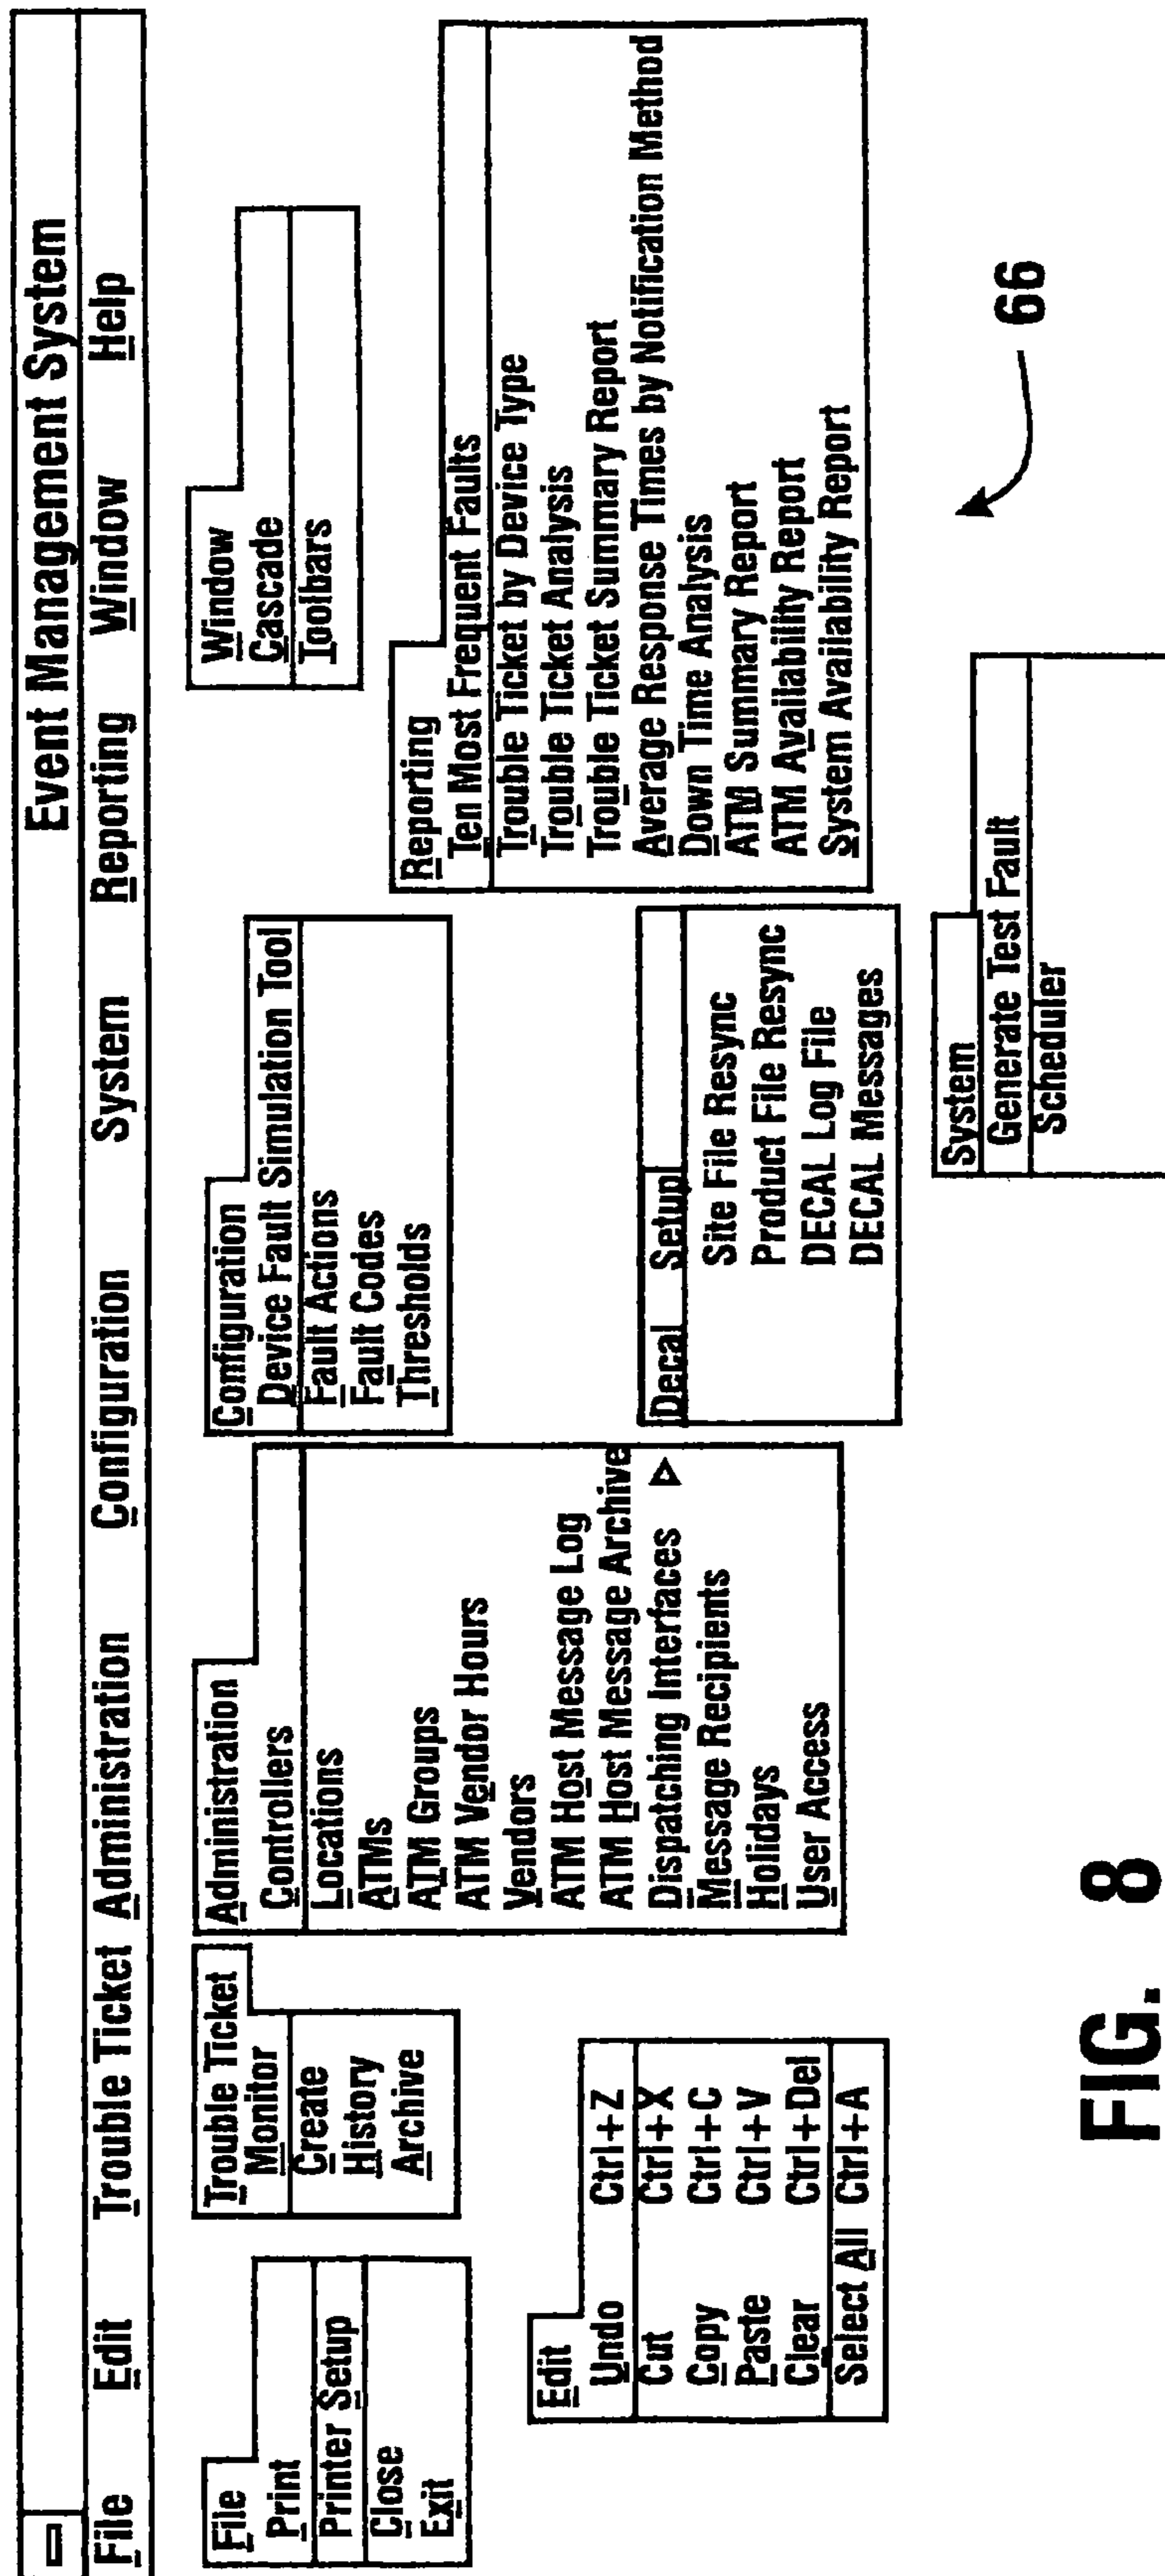 Event Management System
File Edit Trouble Ticket Administration Configuration System Reporting Window Help
File
Print
Printer Setup
Close
Exit
Edit
Undo Ctrl+Z
Cut Ctrl+X
Copy Ctrl+C
Paste Ctrl+V
Clear Ctrl+Del
Select All Ctrl+A
Trouble Ticket
Monitor
Create
History
Archive
Administration
Controllers
Locations
ATMs
ATM Groups
ATM Vendor Hours
Vendors
ATM Host Message Log
ATM Host Message Archive
Dispatching Interfaces
Message Recipients
Holidays
User Access
Configuration
Device Fault Simulation Tool
Fault Actions
Fault Codes
Thresholds
Decal Setup
Site File Resync
Product File Resync
DECAL Log File
DECAL Messages
System
Generate Test Fault
Scheduler
Window
Cascade
Toolbars
Reporting
Ten Most Frequent Faults
Trouble Ticket by Device Type
Trouble Ticket Analysis
Trouble Ticket Summary Report
Average Response Times by Notification Method
Down Time Analysis
ATM Summary Report
ATM Availability Report
System Availability Report
66
FIG. 8